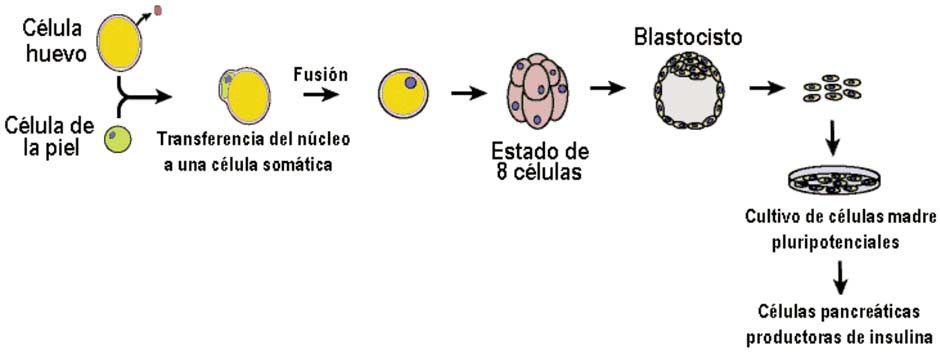 Célula
huevo
Célula de
la piel
Transferencia del núcleo
a una célula somática
Fusión
Estado de
8 células
Blastocisto
Cultivo de células madre
pluripotenciales
Células pancreáticas
productoras de insulina